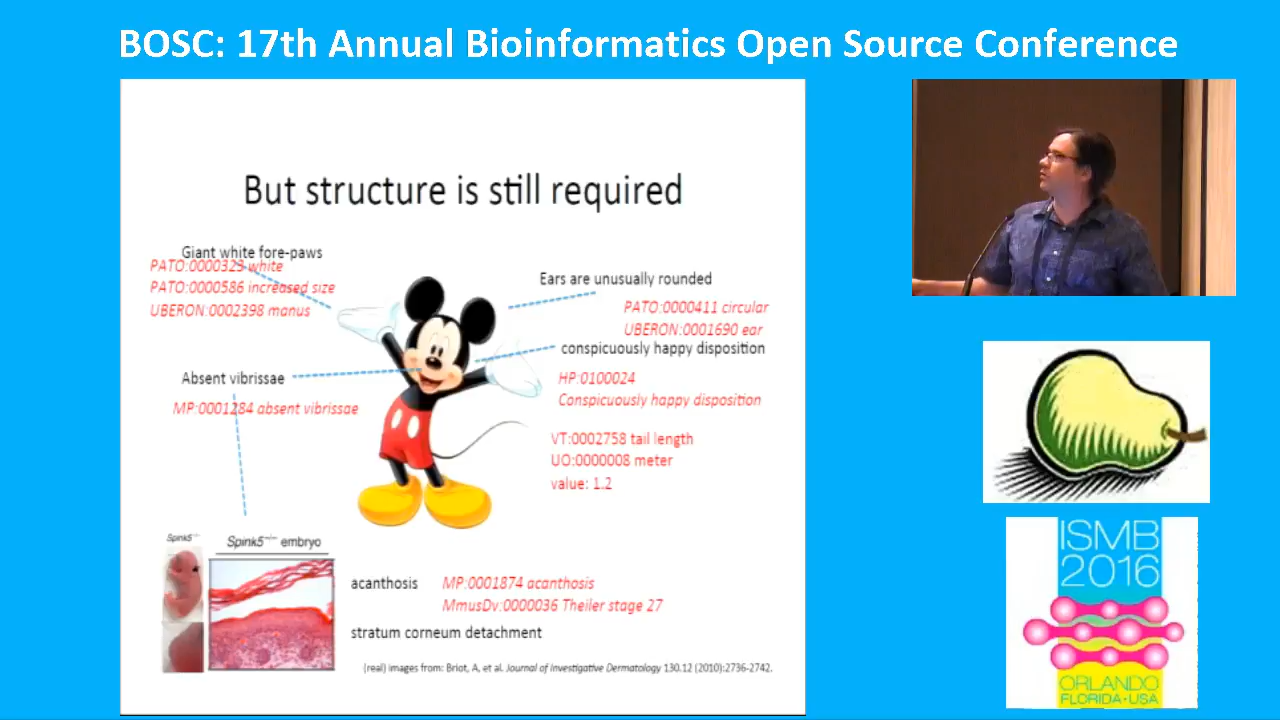 BOSC: 17th Annual Bioinformatics Open Source Conference
But structure is still required
Giant white fore-paws
PATO:0000323 white
PATO:0000586 increased size
UBERON:0002398 manus
Ears are unusually rounded
PATO:0000411 circular
UBERON:0001690 ear
conspicuously happy disposition
HP:0100024
Conspicuously happy disposition
Absent vibrissae
MP:0001284 absent vibrissae
VT:0002758 tail length
UO:0000008 meter
value: 1.2
Spink5-/-
Spink5-/- embryo
acanthosis
MP:0001874 acanthosis
MmusDv:0000036 Theiler stage 27
stratum corneum detachment
(real) images from: Briot, A, et al. Journal of Investigative Dermatology 130.12 (2010):2736-2742.
ISMB
2016
ORLANDO
FLORIDA·USA